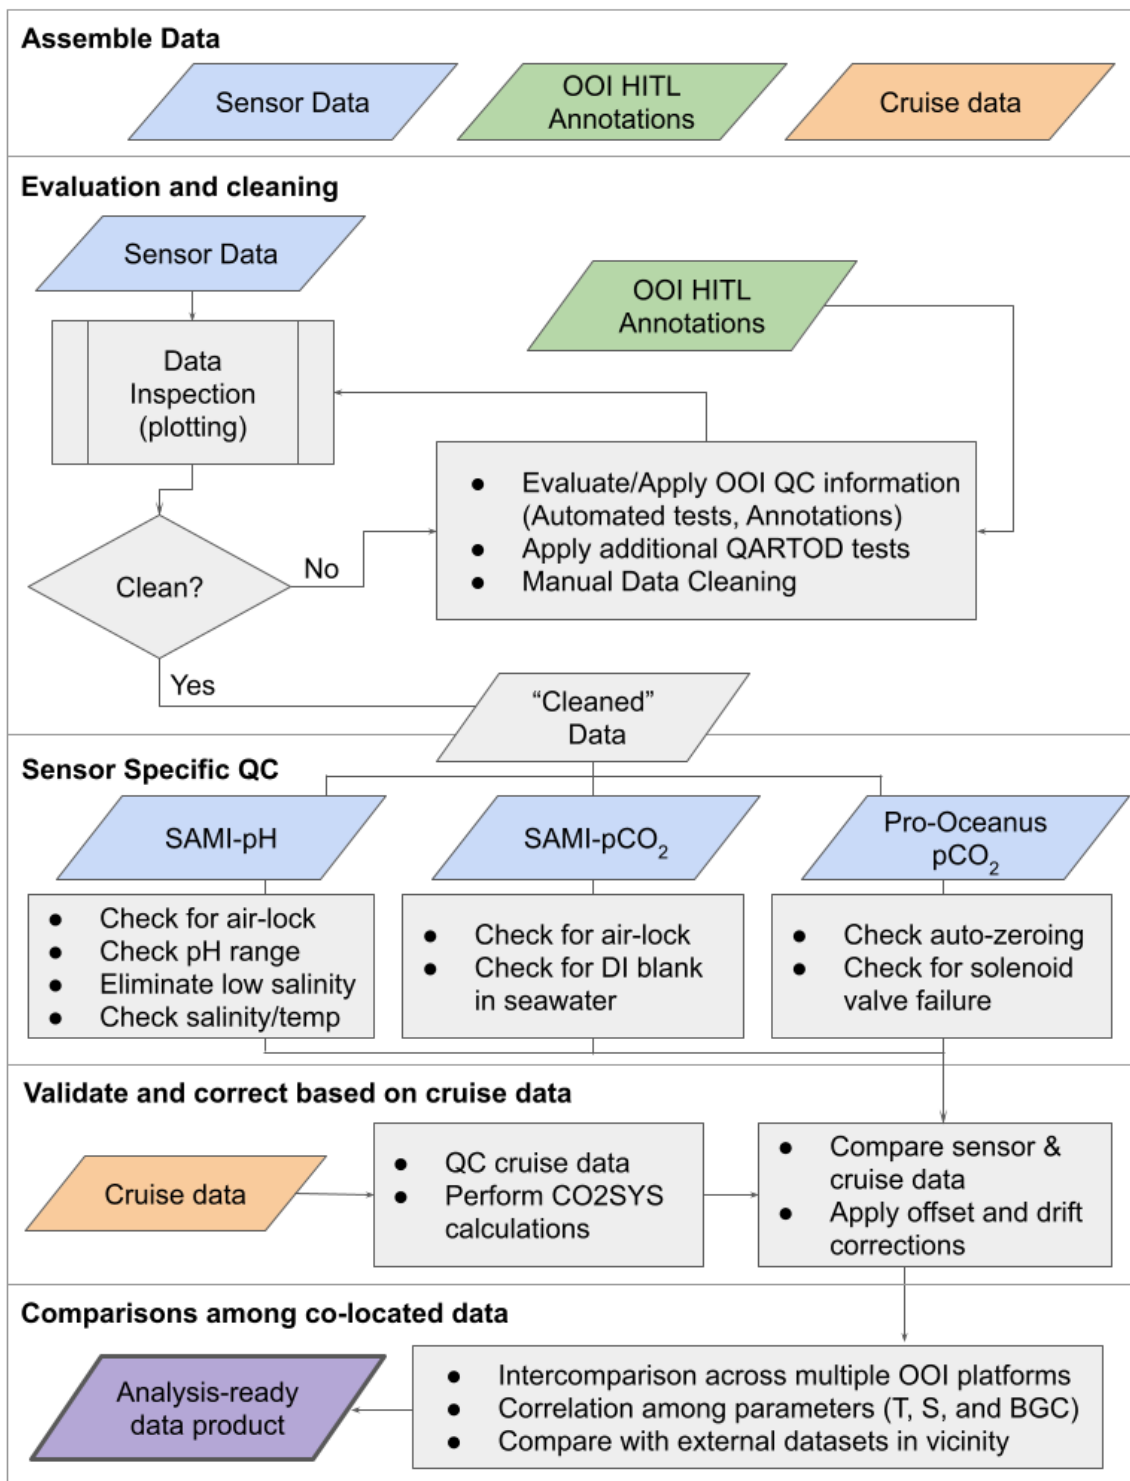 Assemble Data
Sensor Data
OOI HITL
Annotations
Cruise data
Evaluation and cleaning
Sensor Data
OOI HITL
Annotations
Data
Inspection
(plotting)
● Evaluate/Apply OOI QC information
(Automated tests, Annotations)
● Apply additional QARTOD tests
● Manual Data Cleaning
Clean?
No
Yes
“Cleaned”
Data
Sensor Specific QC
SAMI-pH
SAMI-pCO₂
Pro-Oceanus
pCO₂
● Check for air-lock
● Check pH range
● Eliminate low salinity
● Check salinity/temp
● Check for air-lock
● Check for DI blank
in seawater
● Check auto-zeroing
● Check for solenoid
valve failure
Validate and correct based on cruise data
Cruise data
● QC cruise data
● Perform CO2SYS
calculations
● Compare sensor &
cruise data
● Apply offset and drift
corrections
Comparisons among co-located data
Analysis-ready
data product
● Intercomparison across multiple OOI platforms
● Correlation among parameters (T, S, and BGC)
● Compare with external datasets in vicinity